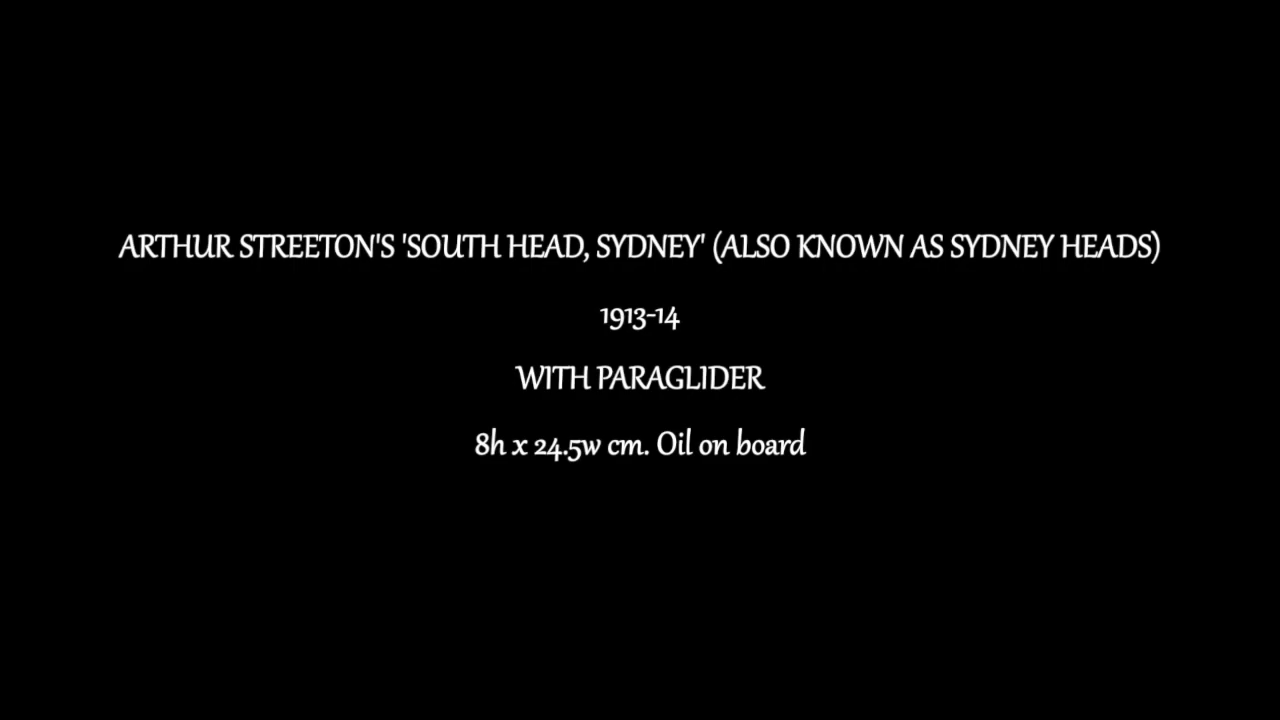 ARTHUR STREETON'S 'SOUTH HEAD, SYDNEY' (ALSO KNOWN AS SYDNEY HEADS)
1913-14
WITH PARAGLIDER
8h x 24.5w cm. Oil on board